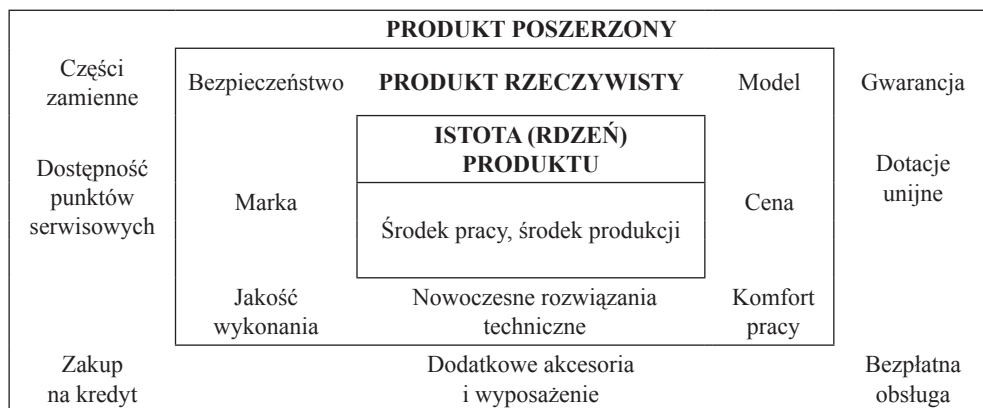 PRODUKT POSZERZONY
Części
zamienne
Bezpieczeństwo
PRODUKT RZECZYWISTY
Model
Gwarancja
ISTOTA (RDZEŃ)
PRODUKTU
Dostępność
punktów
serwisowych
Marka
Środek pracy, środek produkcji
Cena
Dotacje
unijne
Jakość
wykonania
Nowoczesne rozwiązania
techniczne
Komfort
pracy
Zakup
na kredyt
Dodatkowe akcesoria
i wyposażenie
Bezpłatna
obsługa